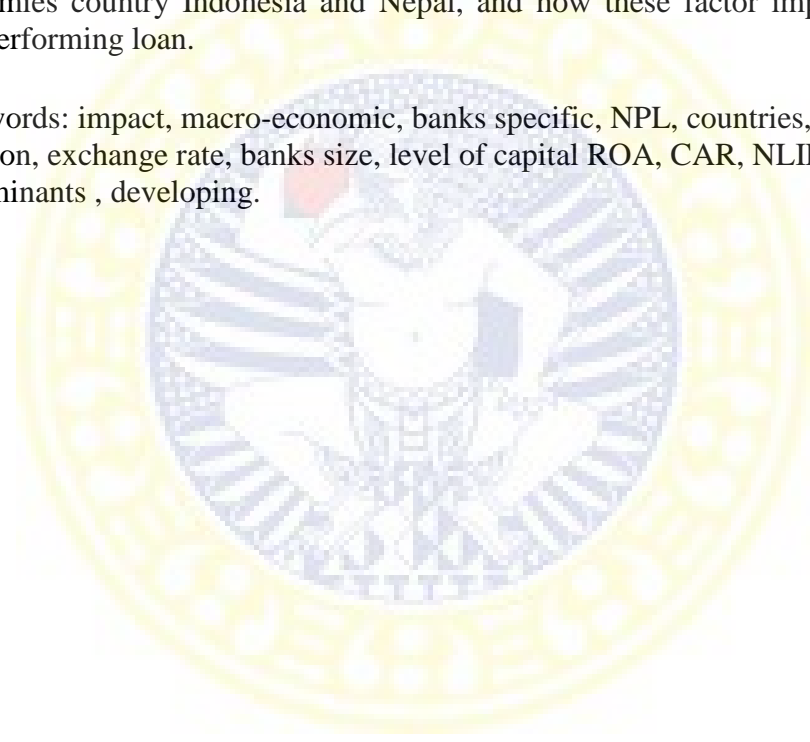 mies country Indonesia and Nepal, and how these factor imp
erforming loan.
words: impact, macro-economic, banks specific, NPL, countries,
on, exchange rate, banks size, level of capital ROA, CAR, NLI
minants , developing.